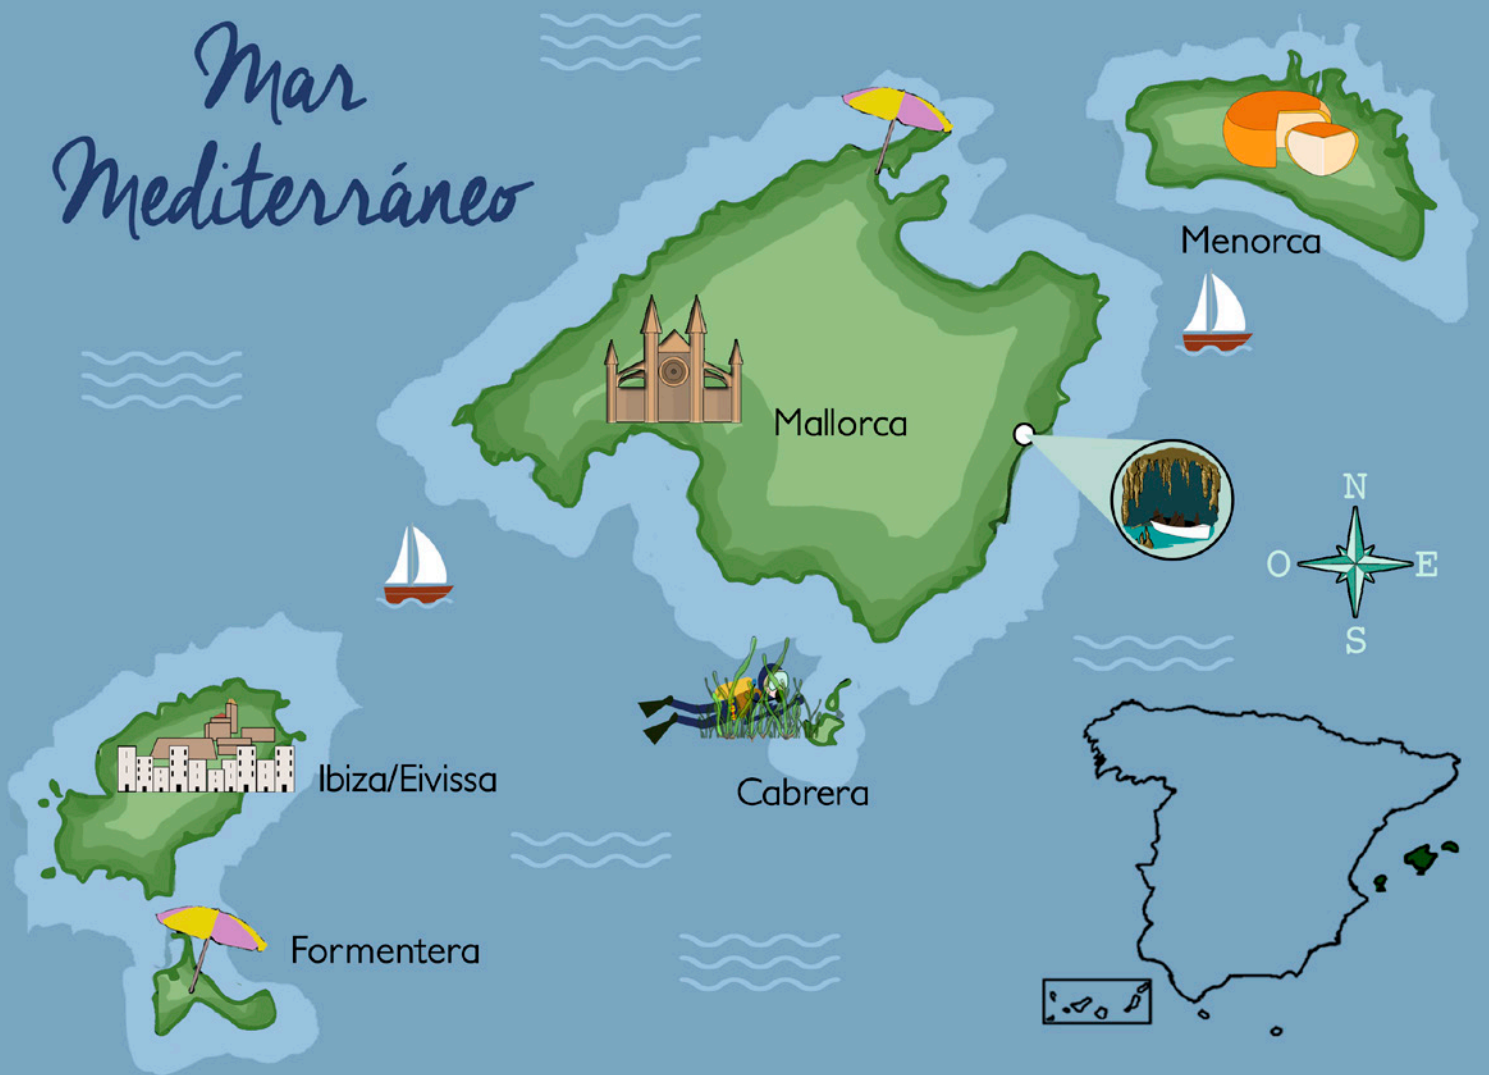 Mar
Mediterráneo
Menorca
Mallorca
N
O E
S
Ibiza/Eivissa
Cabrera
Formentera